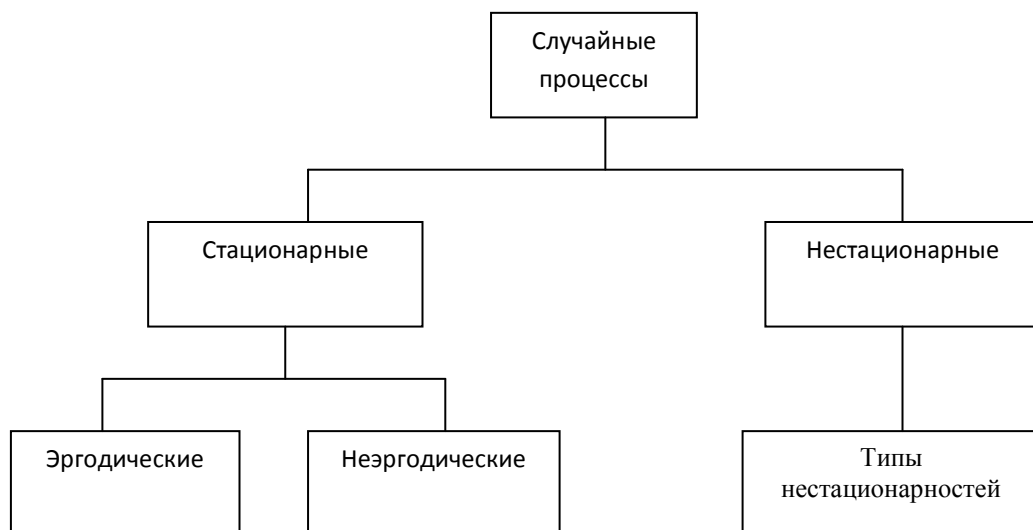 Случайные
процессы
Стационарные
Нестационарные
Эргодические
Неэргодические
Типы
нестационарностей